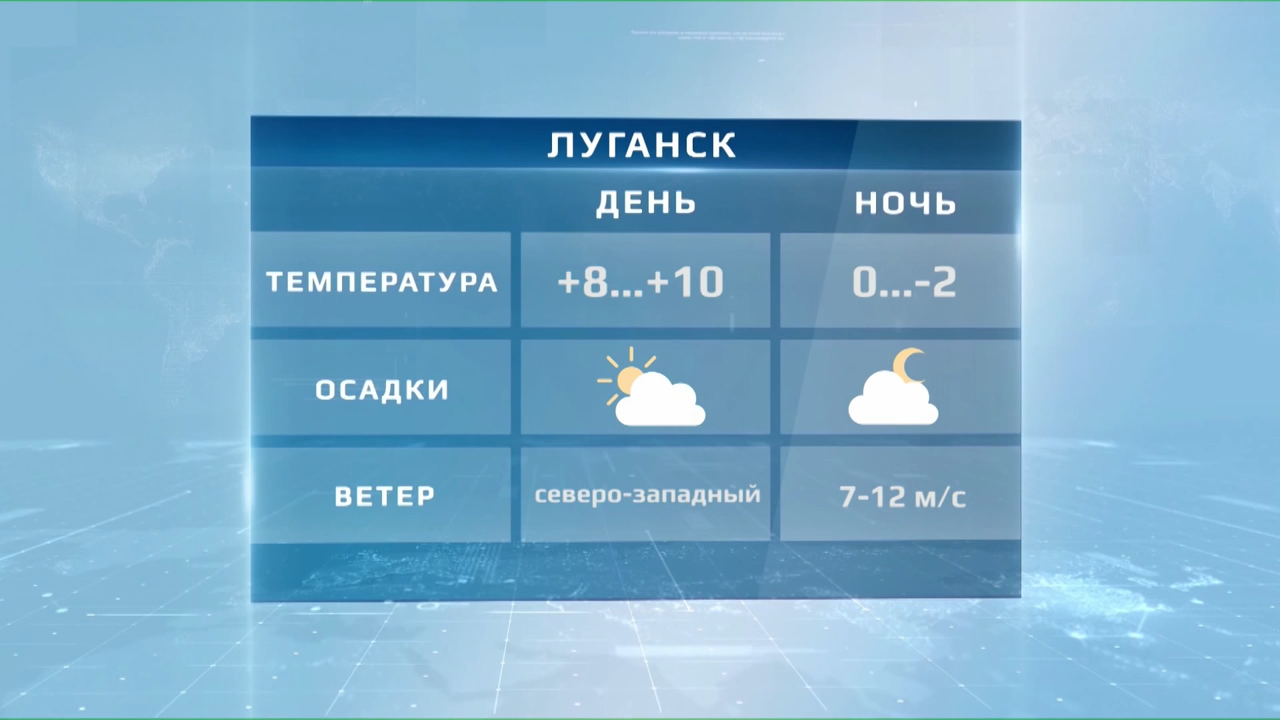 ЛУГАНСК
ДЕНЬ НОЧЬ
ТЕМПЕРАТУРА +8...+10 0...-2
ОСАДКИ
ВЕТЕР северо-западный 7-12 м/с